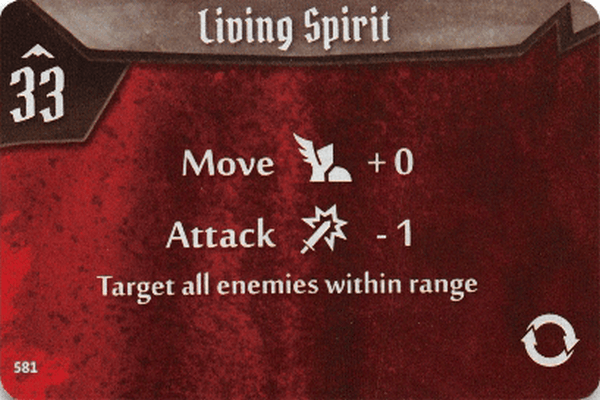 Living Spirit
33
Move + 0
Attack - 1
Target all enemies within range
581